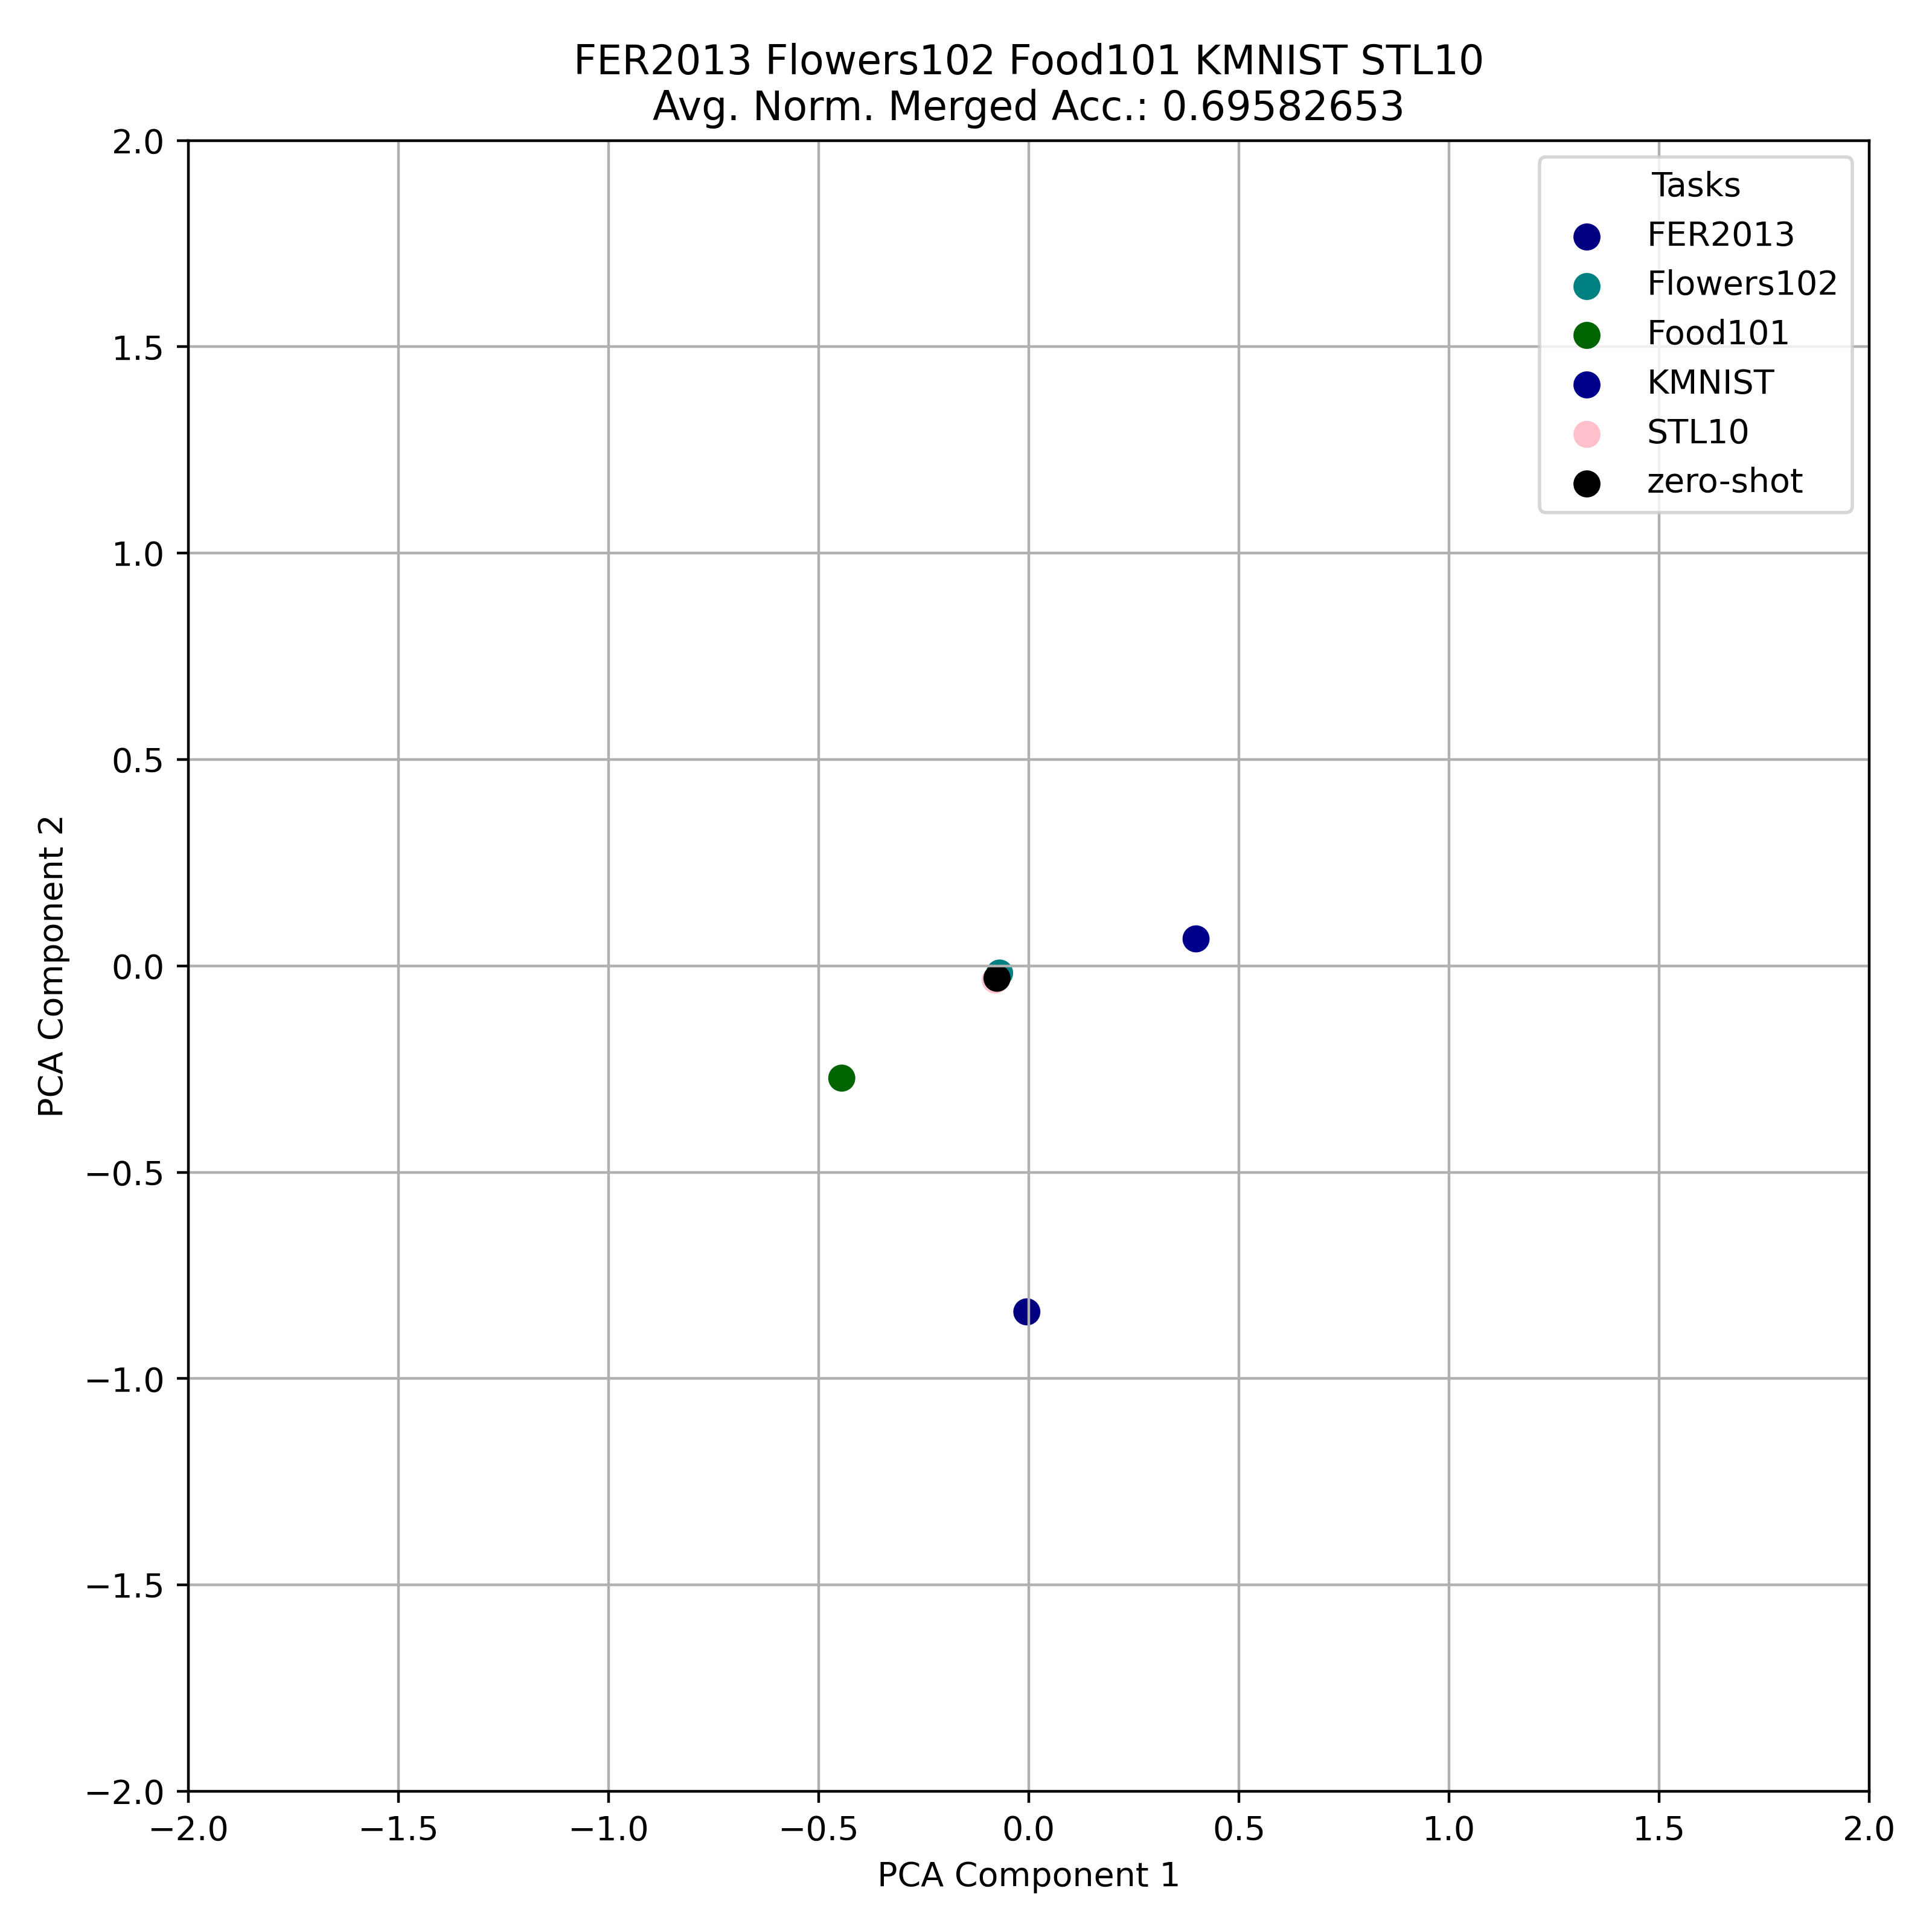 FER2013 Flowers102 Food101 KMNIST STL10
Avg. Norm. Merged Acc.: 0.69582653
Tasks
FER2013
Flowers102
Food101
KMNIST
STL10
zero-shot
2.0
1.5
1.0
0.5
0.0
−0.5
−1.0
−1.5
−2.0
PCA Component 2
−2.0 −1.5 −1.0 −0.5 0.0 0.5 1.0 1.5 2.0
PCA Component 1